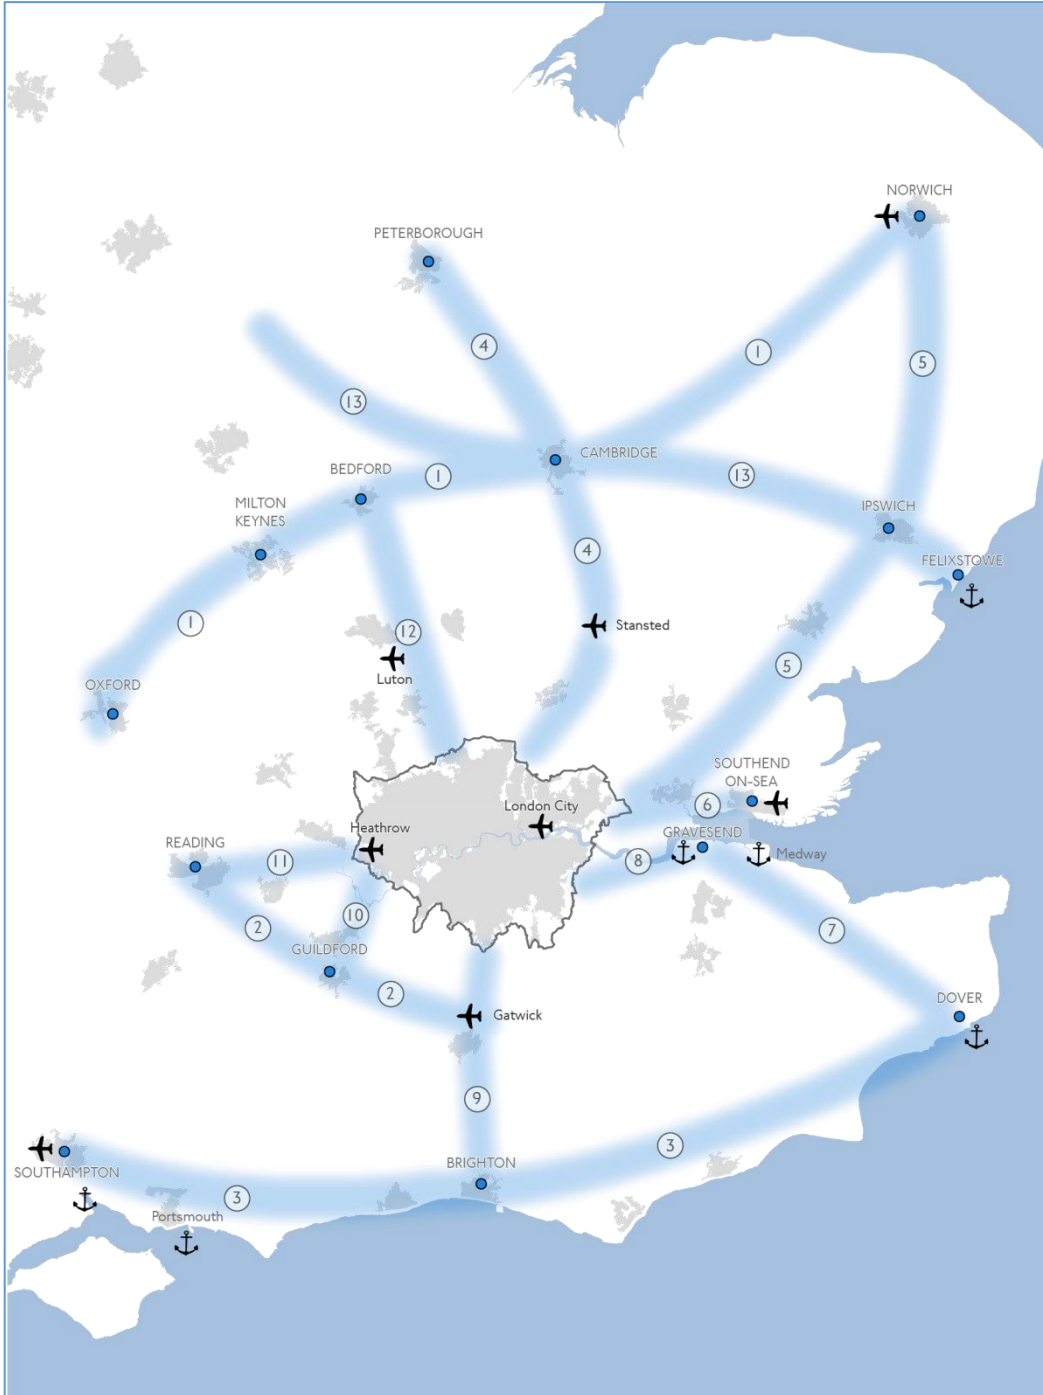 NORWICH
PETERBOROUGH
4
1
5
13
CAMBRIDGE
BEDFORD
1
13
MILTON
KEYNES
IPSWICH
4
FELIXSTOWE
1
12
Stansted
Luton
5
OXFORD
SOUTHEND
ON-SEA
London City
6
Heathrow
GRAVESEND
READING
11
8
Medway
10
2
7
GUILDFORD
2
DOVER
Gatwick
9
3
SOUTHAMPTON
BRIGHTON
3
Portsmouth